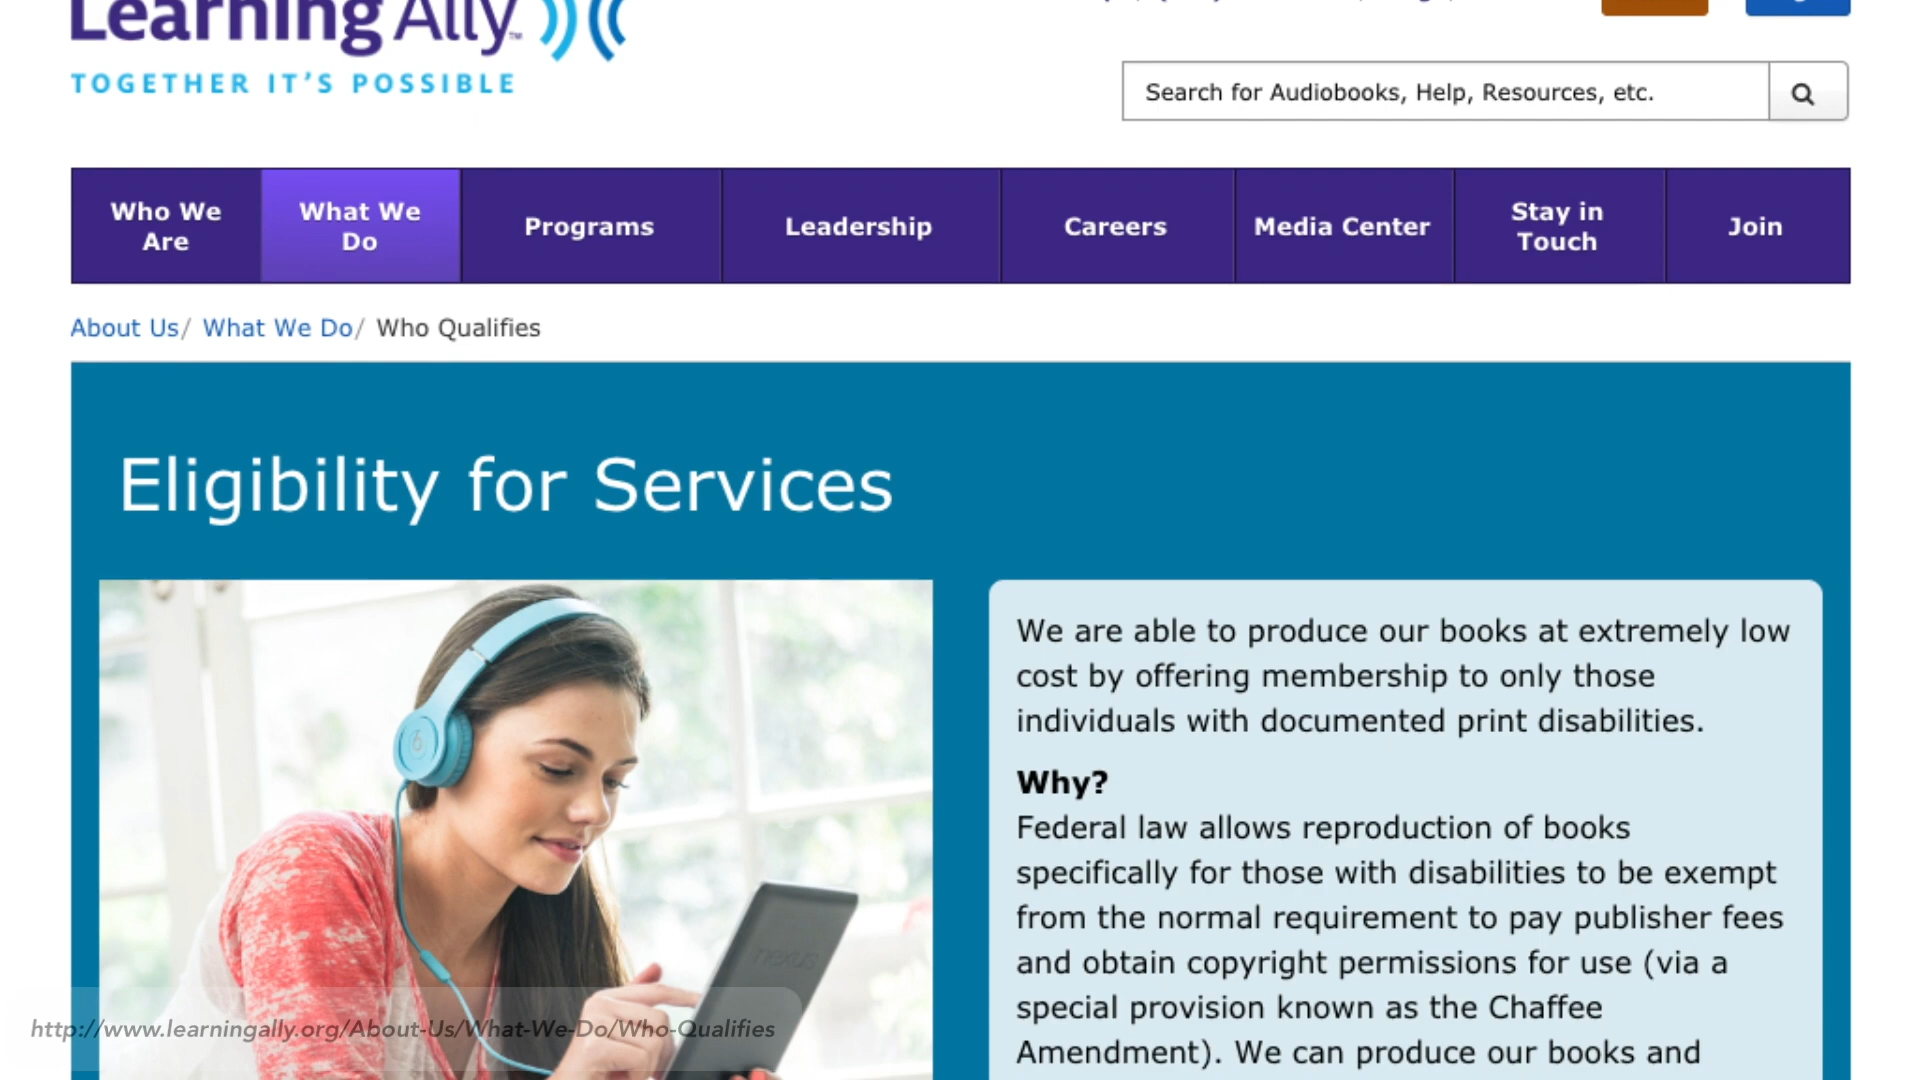 Learning Ally™
TOGETHER IT'S POSSIBLE
Search for Audiobooks, Help, Resources, etc.
Who We
Are
What We
Do
Programs
Leadership
Careers
Media Center
Stay in
Touch
Join
About Us/ What We Do/ Who Qualifies
Eligibility for Services
We are able to produce our books at extremely low
cost by offering membership to only those
individuals with documented print disabilities.
Why?
Federal law allows reproduction of books
specifically for those with disabilities to be exempt
from the normal requirement to pay publisher fees
and obtain copyright permissions for use (via a
special provision known as the Chaffee
Amendment). We can produce our books and
nexus
http://www.learningally.org/About-Us/What-We-Do/Who-Qualifies